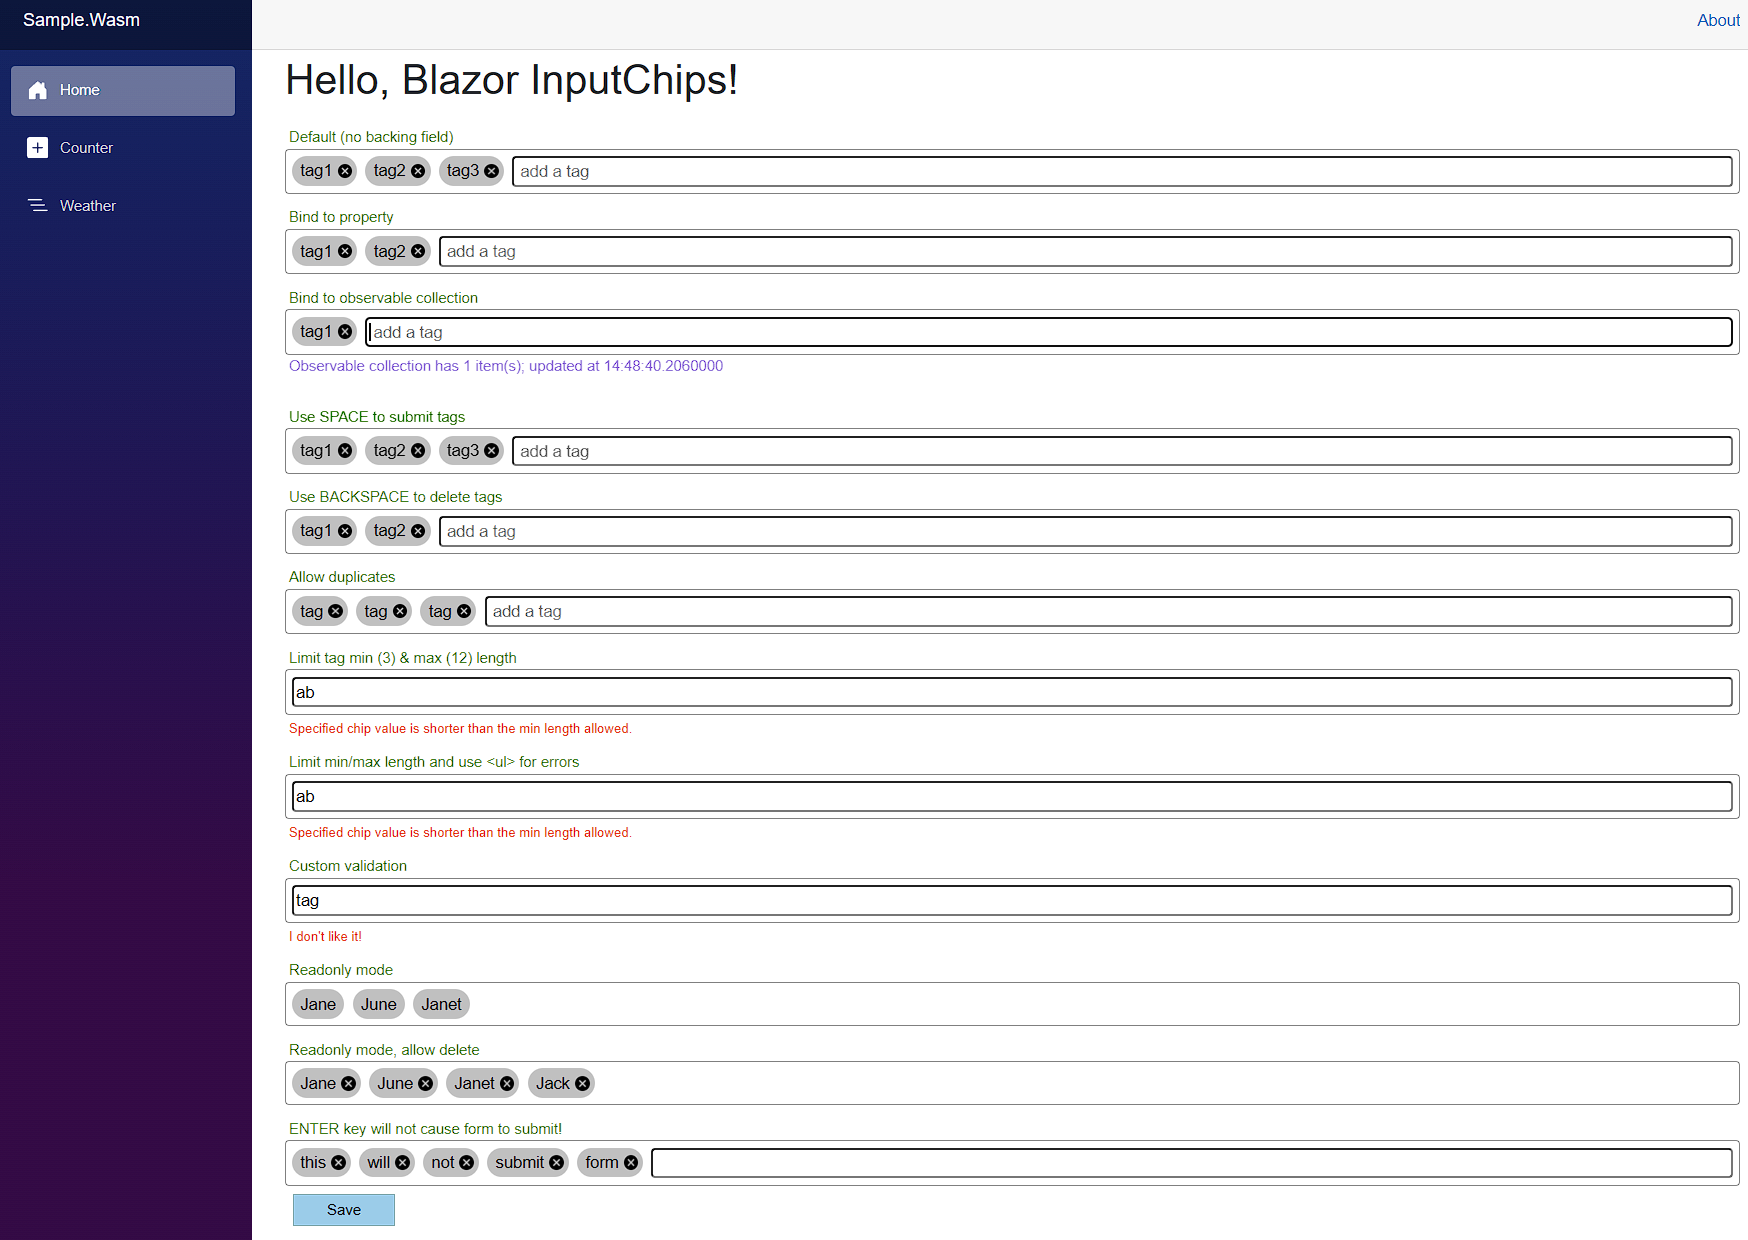 Sample.Wasm
About
Home
Counter
Weather
Hello, Blazor InputChips!
Default (no backing field)
tag1 tag2 tag3 add a tag
Bind to property
tag1 tag2 add a tag
Bind to observable collection
tag1 add a tag
Observable collection has 1 item(s); updated at 14:48:40.2060000
Use SPACE to submit tags
tag1 tag2 tag3 add a tag
Use BACKSPACE to delete tags
tag1 tag2 add a tag
Allow duplicates
tag tag tag add a tag
Limit tag min (3) & max (12) length
ab
Specified chip value is shorter than the min length allowed.
Limit min/max length and use <ul> for errors
ab
Specified chip value is shorter than the min length allowed.
Custom validation
tag
I don't like it!
Readonly mode
Jane June Janet
Readonly mode, allow delete
Jane June Janet Jack
ENTER key will not cause form to submit!
this will not submit form
Save